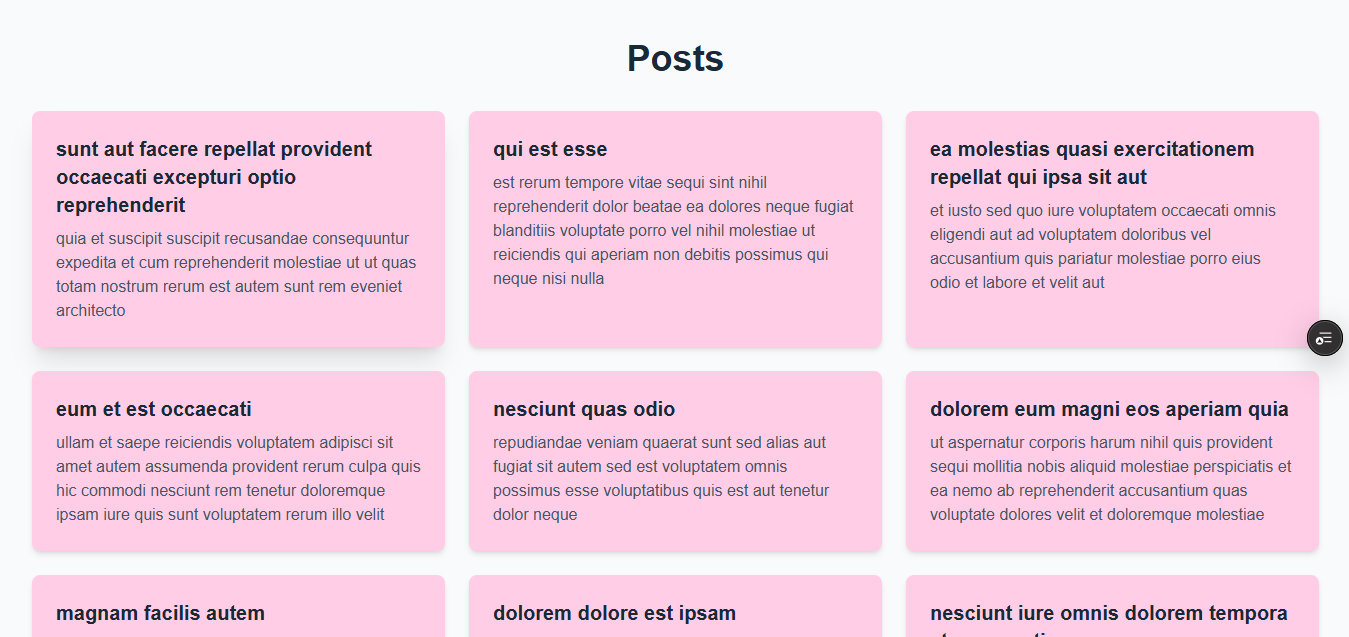 Posts
sunt aut facere repellat provident
occaecati excepturi optio
reprehenderit
quia et suscipit suscipit recusandae consequuntur
expedita et cum reprehenderit molestiae ut ut quas
totam nostrum rerum est autem sunt rem eveniet
architecto
qui est esse
est rerum tempore vitae sequi sint nihil
reprehenderit dolor beatae ea dolores neque fugiat
blanditiis voluptate porro vel nihil molestiae ut
reiciendis qui aperiam non debitis possimus qui
neque nisi nulla
ea molestias quasi exercitationem
repellat qui ipsa sit aut
et iusto sed quo iure voluptatem occaecati omnis
eligendi aut ad voluptatem doloribus vel
accusantium quis pariatur molestiae porro eius
odio et labore et velit aut
eum et est occaecati
ullam et saepe reiciendis voluptatem adipisci sit
amet autem assumenda provident rerum culpa quis
hic commodi nesciunt rem tenetur doloremque
ipsam iure quis sunt voluptatem rerum illo velit
nesciunt quas odio
repudiandae veniam quaerat sunt sed alias aut
fugiat sit autem sed est voluptatem omnis
possimus esse voluptatibus quis est aut tenetur
dolor neque
dolorem eum magni eos aperiam quia
ut aspernatur corporis harum nihil quis provident
sequi mollitia nobis aliquid molestiae perspiciatis et
ea nemo ab reprehenderit accusantium quas
voluptate dolores velit et doloremque molestiae
magnam facilis autem
dolorem dolore est ipsam
nesciunt iure omnis dolorem tempora